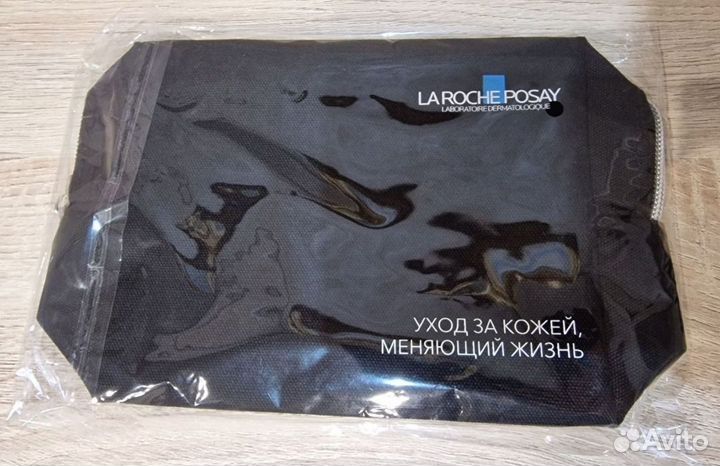 LA ROCHE POSAY
LABORATOIRE DERMATOLOGIQUE
УХОД ЗА КОЖЕЙ,
МЕНЯЮЩИЙ ЖИЗНЬ
Avito